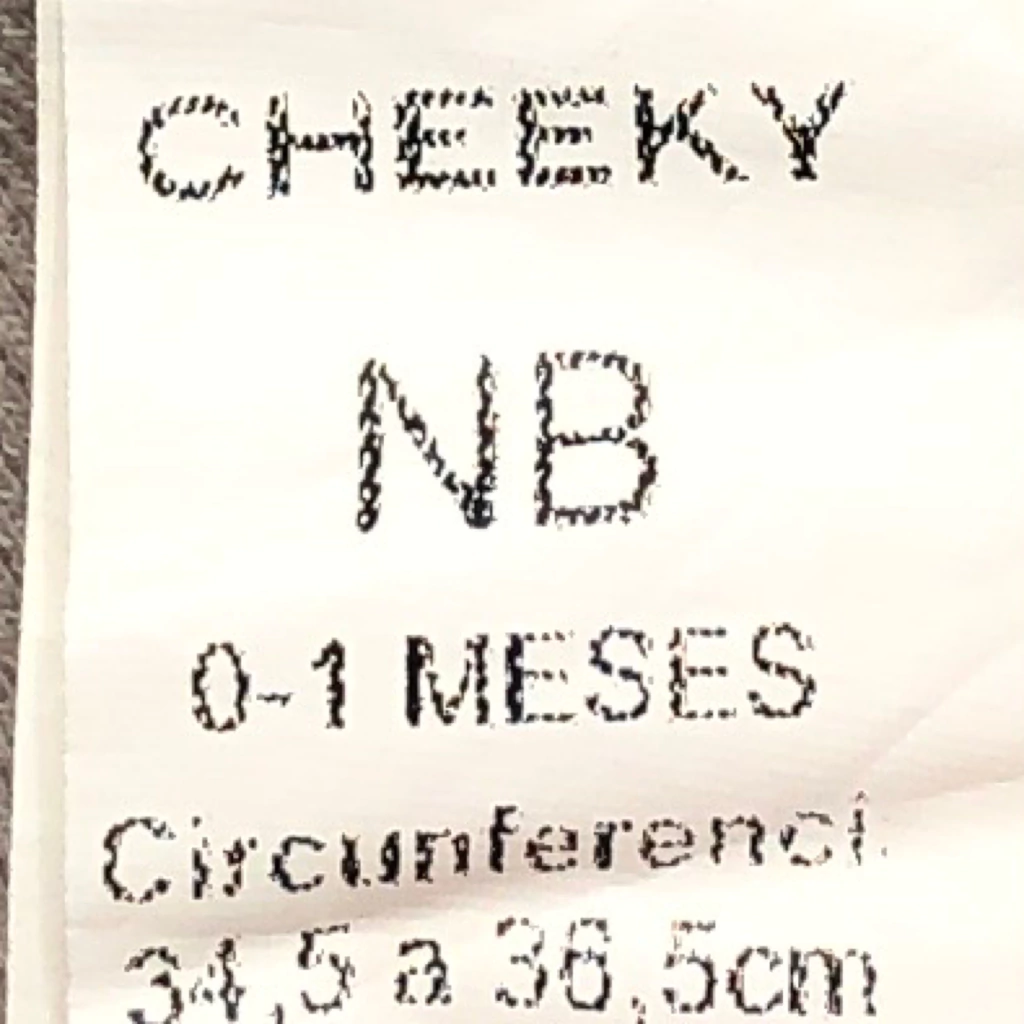 CHEEKY
NB
0-1 MESES
Circunferenci
34,5 a 36,5cm